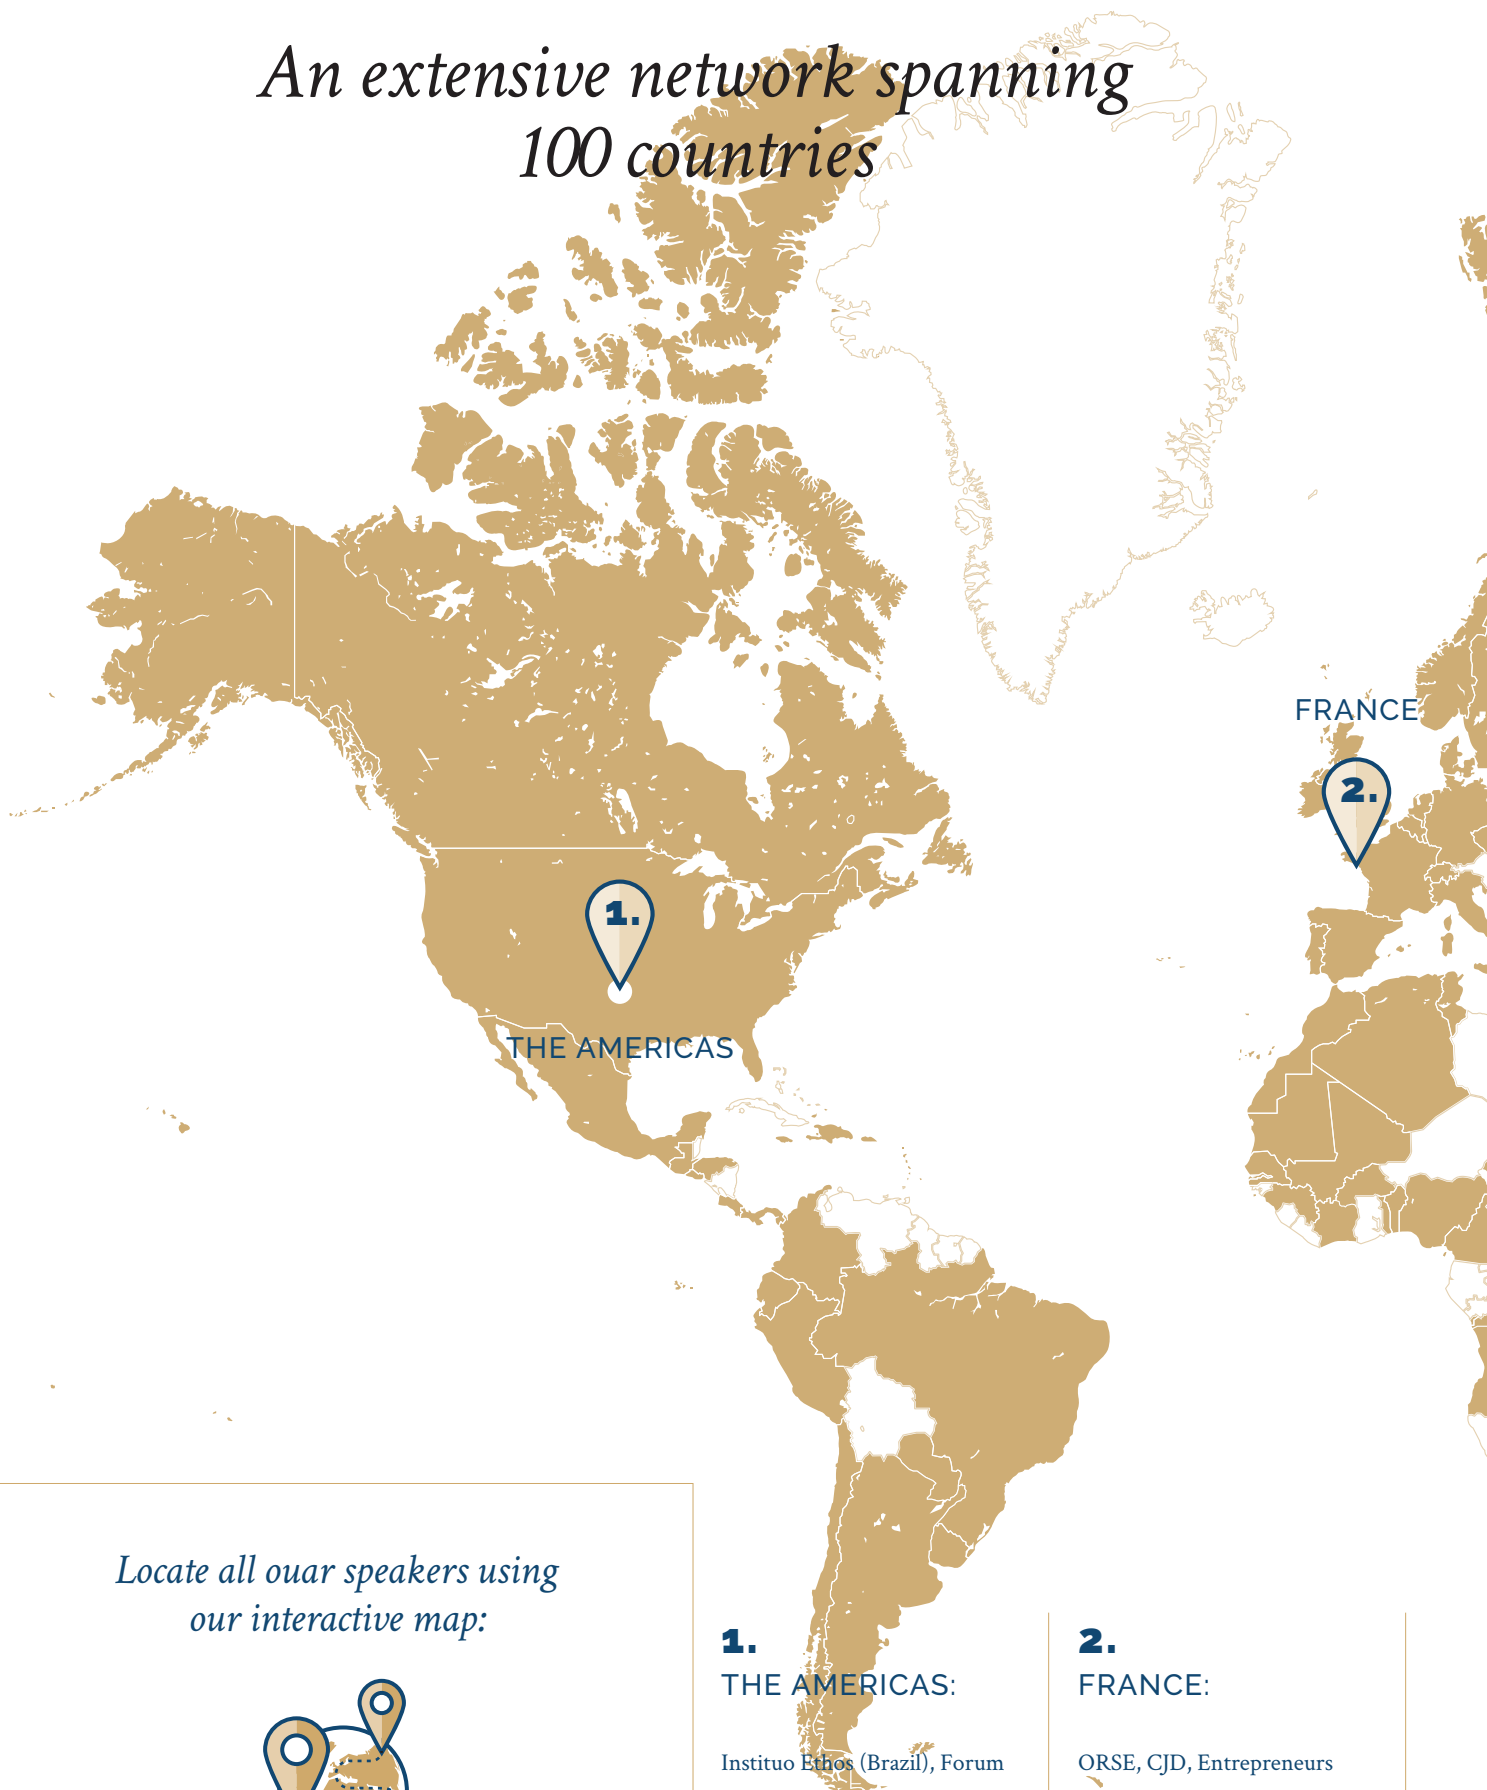 An extensive network spanning
100 countries
FRANCE
2.
1.
THE AMERICAS
Locate all ouar speakers using
our interactive map:
1.
THE AMERICAS:
Instituo Ethos (Brazil), Forum
2.
FRANCE:
ORSE, CJD, Entrepreneurs